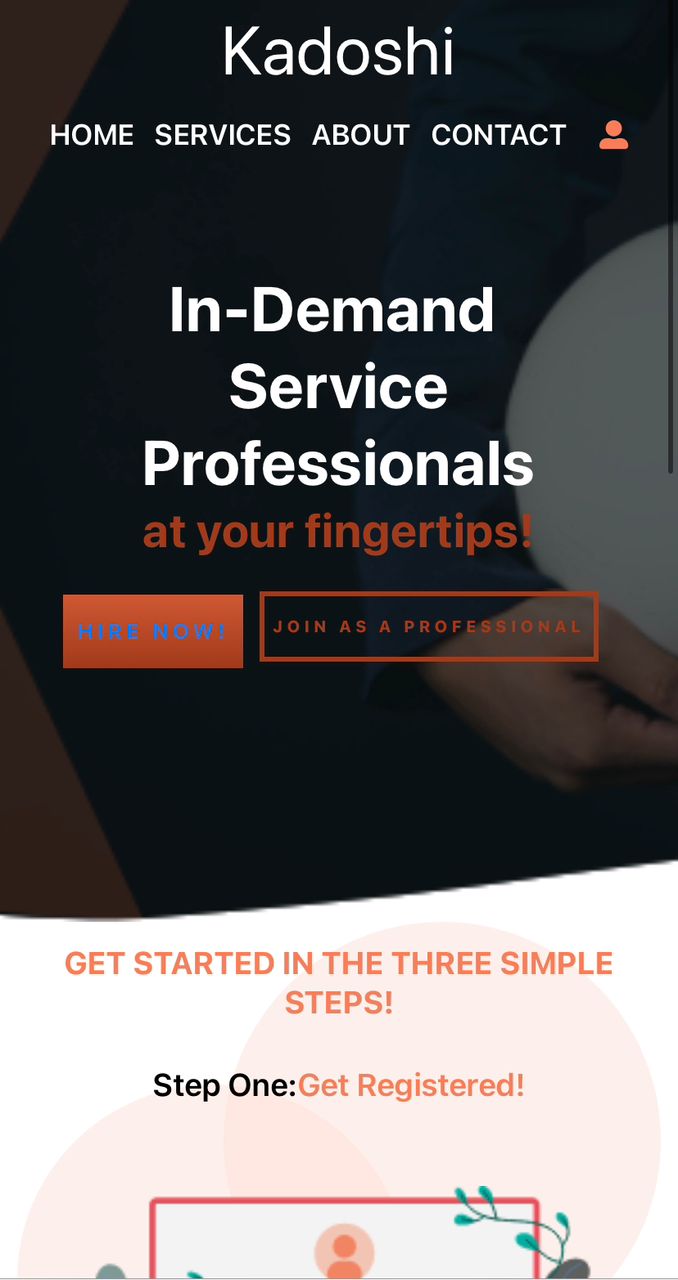 Kadoshi
HOME SERVICES ABOUT CONTACT
In-Demand
Service
Professionals
at your fingertips!
HIRE NOW!
JOIN AS A PROFESSIONAL
GET STARTED IN THE THREE SIMPLE
STEPS!
Step One:Get Registered!